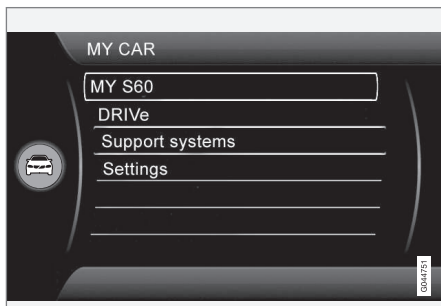 MY CAR
MY S60
DRIVe
Support systems
Settings
G044751